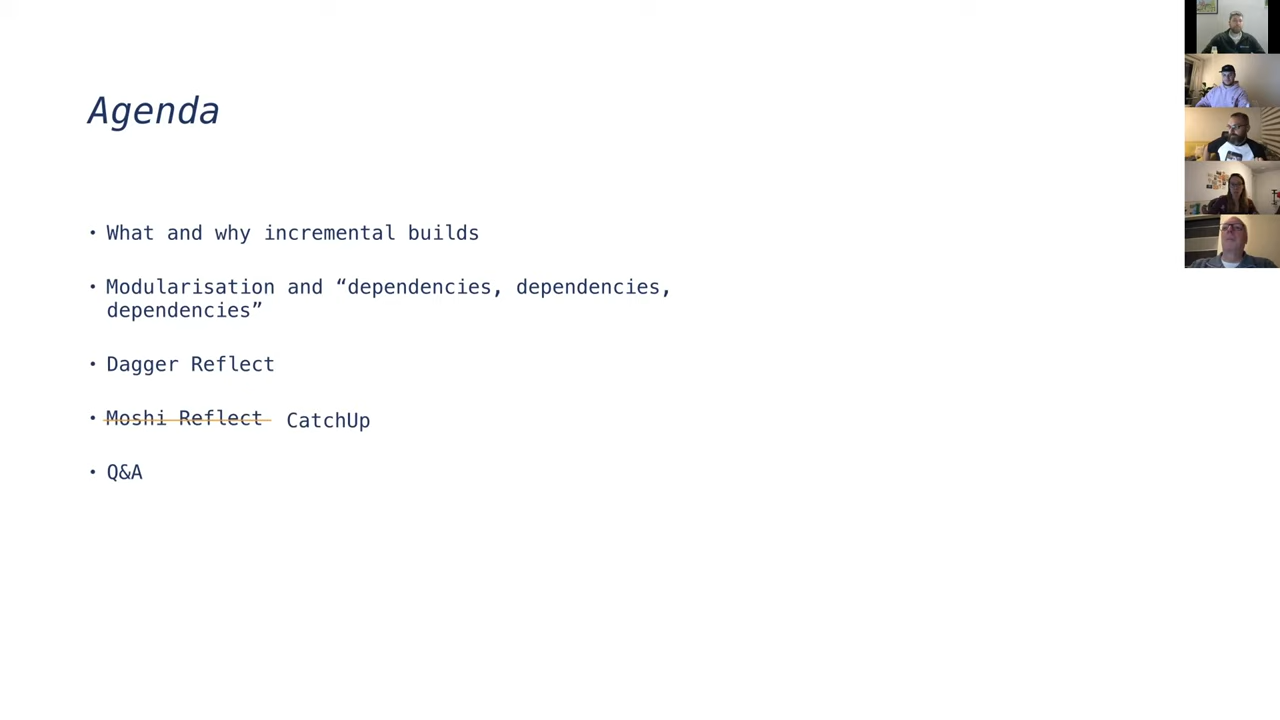 Agenda
• What and why incremental builds
• Modularisation and “dependencies, dependencies,
dependencies”
• Dagger Reflect
• Moshi Reflect CatchUp
• Q&A